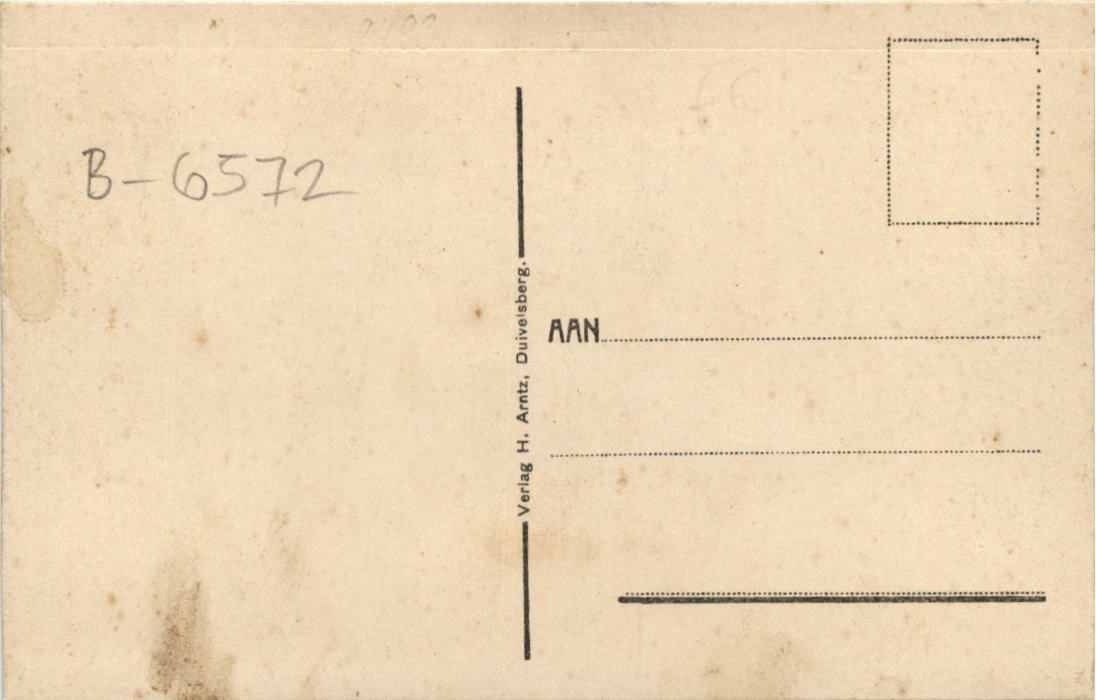 B-6572
Verlag H. Arntz, Duivelsberg.
AAN